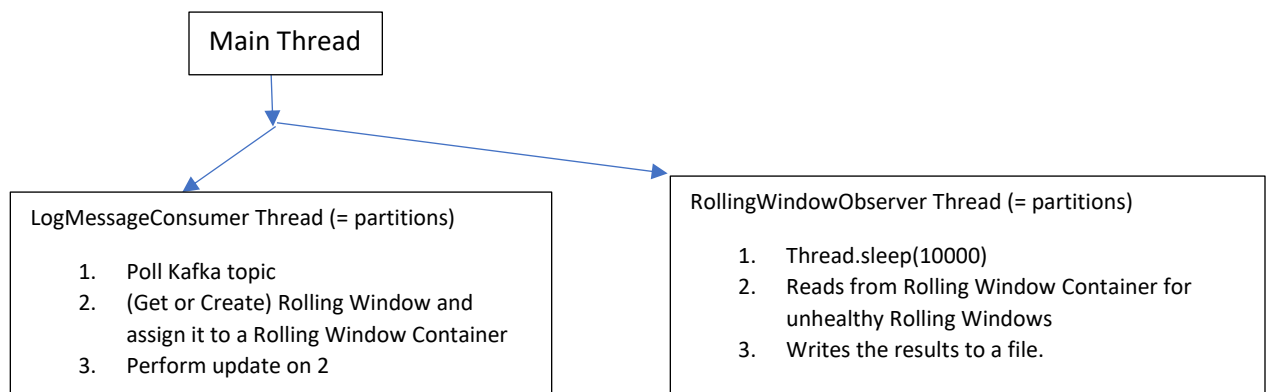 Main Thread
LogMessageConsumer Thread (= partitions)
1. Poll Kafka topic
2. (Get or Create) Rolling Window and
assign it to a Rolling Window Container
3. Perform update on 2
RollingWindowObserver Thread (= partitions)
1. Thread.sleep(10000)
2. Reads from Rolling Window Container for
unhealthy Rolling Windows
3. Writes the results to a file.